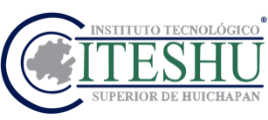 INSTITUTO TECNOLÓGICO®
ITESHU
SUPERIOR DE HUICHAPAN